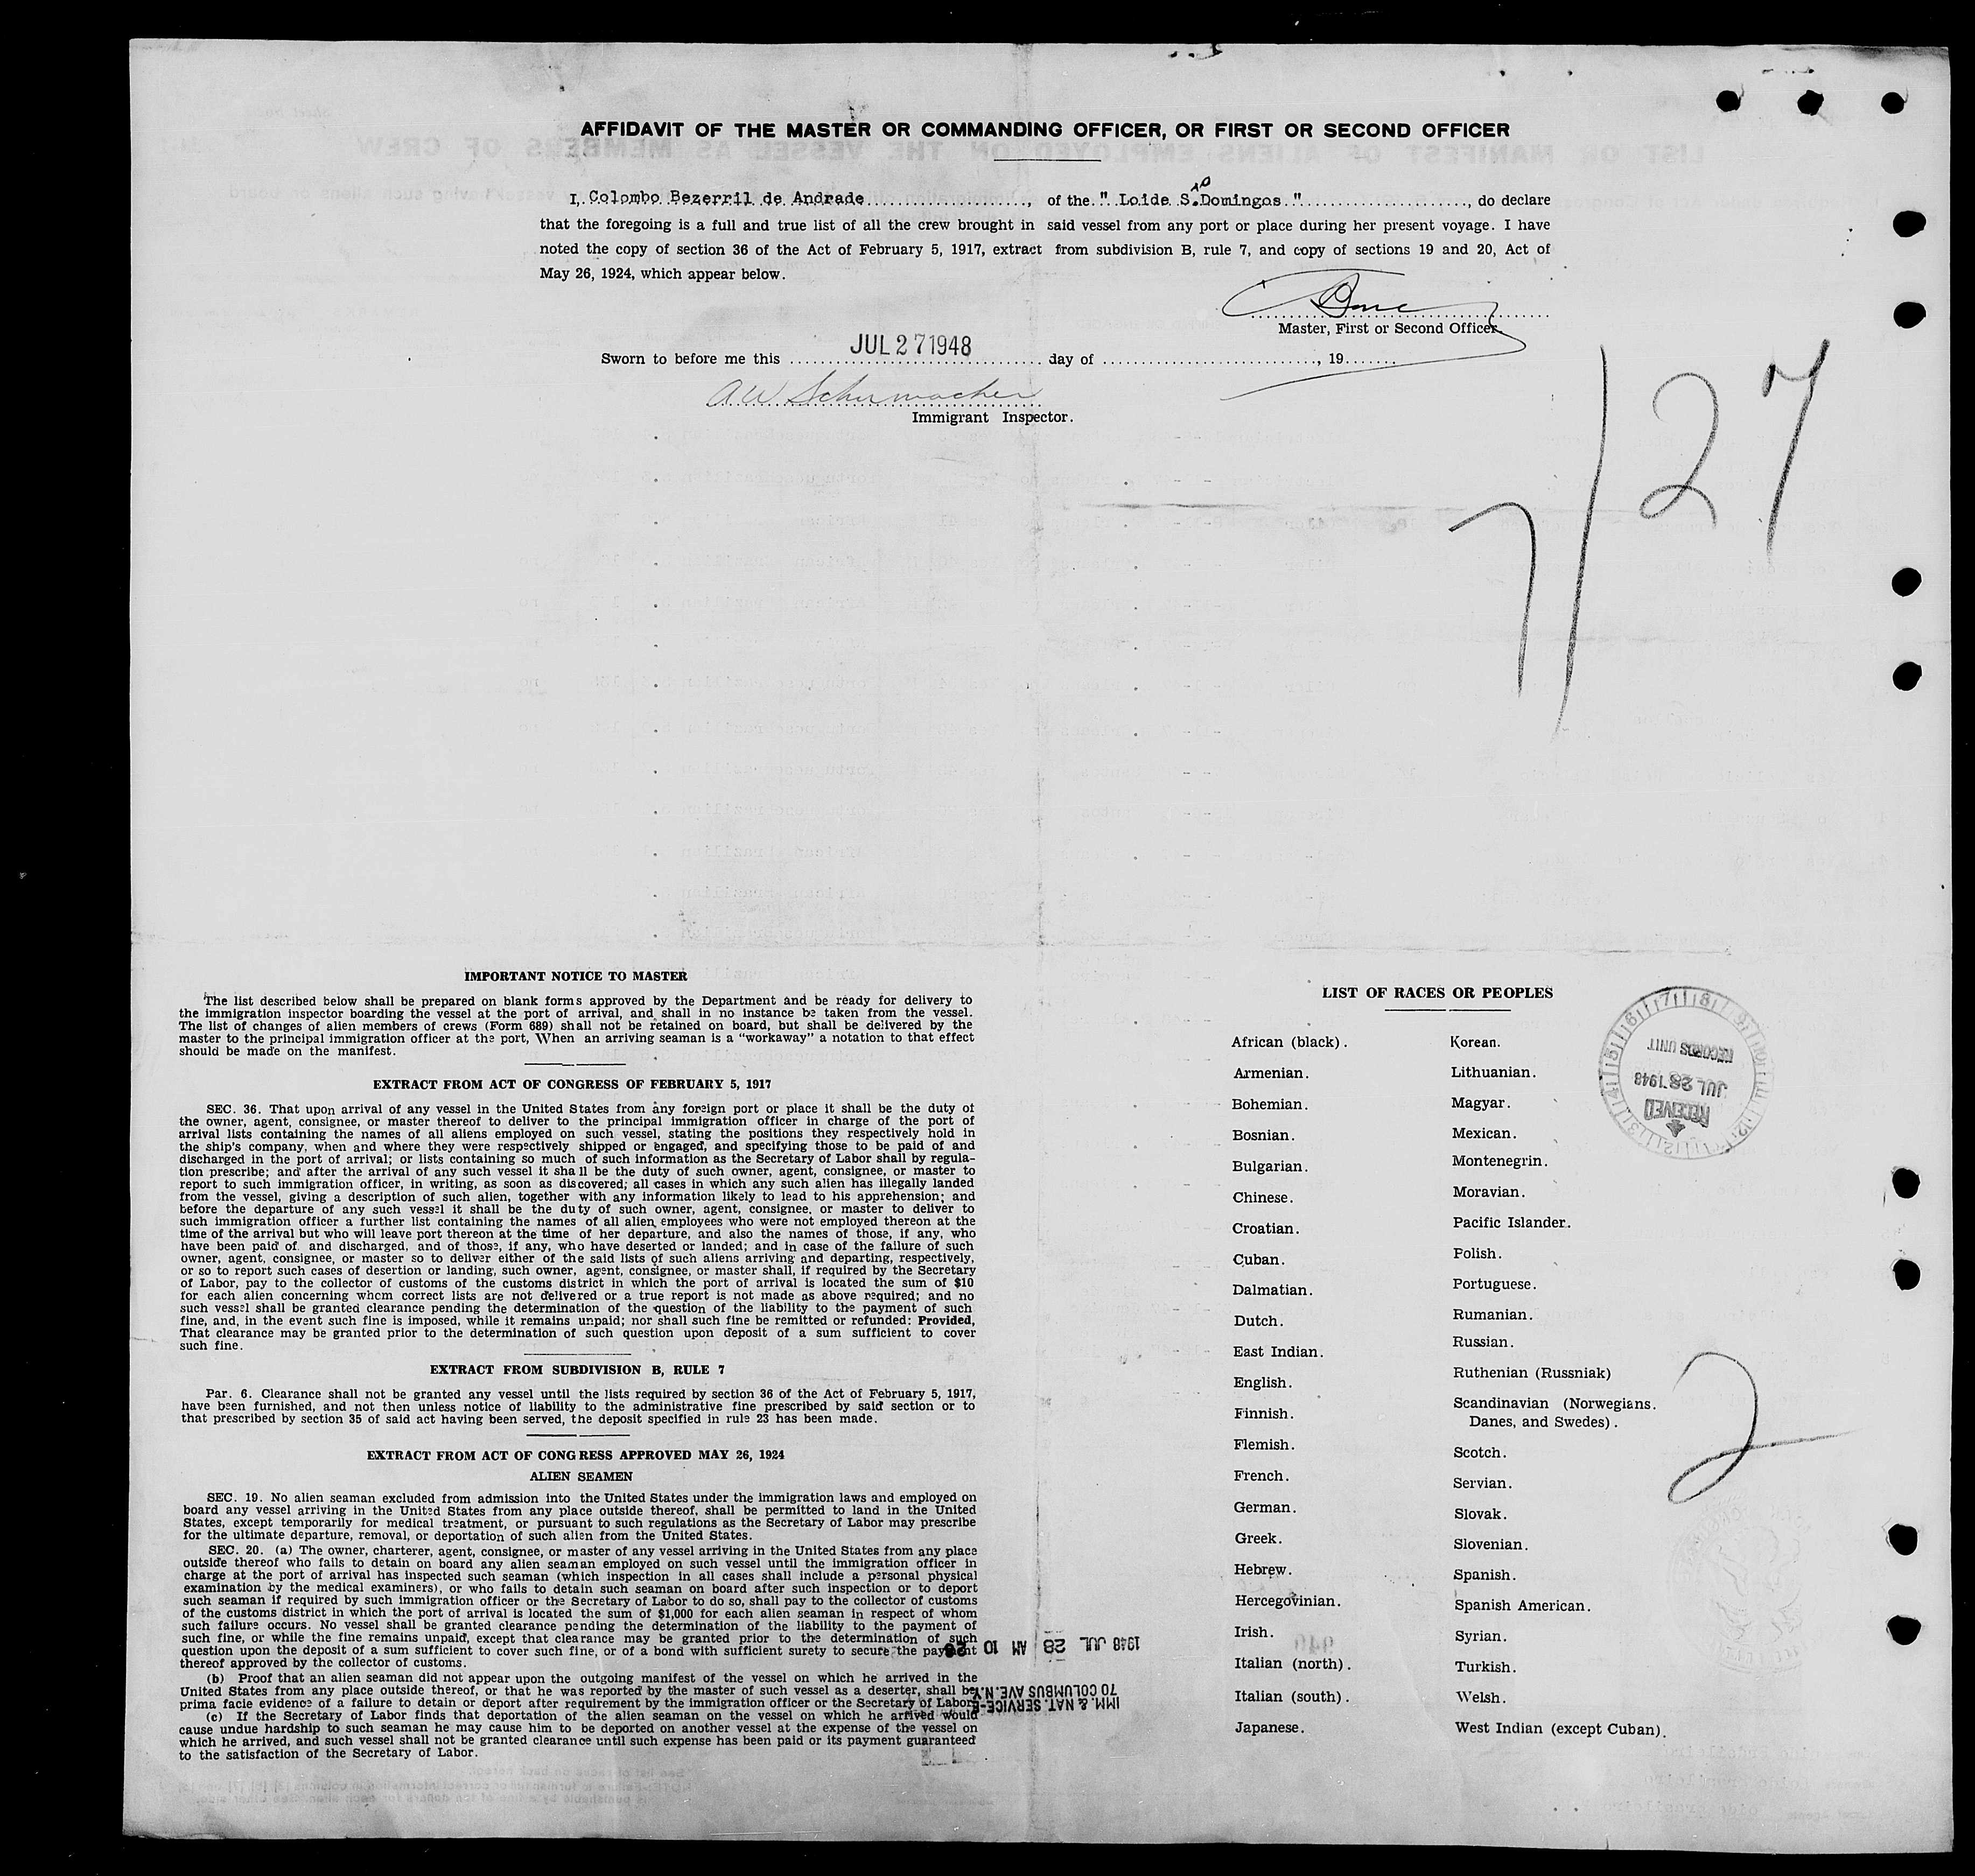 AFFIDAVIT OF THE MASTER OR COMMANDING OFFICER, OR FIRST OR SECOND OFFICER
I, Colombo Bezerril de Andrade, of the " Loide S.ão Domingos ", do declare
that the foregoing is a full and true list of all the crew brought in said vessel from any port or place during her present voyage. I have
noted the copy of section 36 of the Act of February 5, 1917, extract from subdivision B, rule 7, and copy of sections 19 and 20, Act of
May 26, 1924, which appear below.
Master, First or Second Officer.
Sworn to before me this JUL 27 1948 day of , 19
A W Schumacher
Immigrant Inspector.
7/27
IMPORTANT NOTICE TO MASTER
The list described below shall be prepared on blank forms approved by the Department and be ready for delivery to
the immigration inspector boarding the vessel at the port of arrival, and shall in no instance be taken from the vessel.
The list of changes of alien members of crews (Form 689) shall not be retained on board, but shall be delivered by the
master to the principal immigration officer at the port, When an arriving seaman is a "workaway" a notation to that effect
should be made on the manifest.
EXTRACT FROM ACT OF CONGRESS OF FEBRUARY 5, 1917
SEC. 36. That upon arrival of any vessel in the United States from any foreign port or place it shall be the duty of
the owner, agent, consignee, or master thereof to deliver to the principal immigration officer in charge of the port of
arrival lists containing the names of all aliens employed on such vessel, stating the positions they respectively hold in
the ship's company, when and where they were respectively shipped or engaged, and specifying those to be paid of and
discharged in the port of arrival; or lists containing so much of such information as the Secretary of Labor shall by regula-
tion prescribe; and after the arrival of any such vessel it shall be the duty of such owner, agent, consignee, or master to
report to such immigration officer, in writing, as soon as discovered; all cases in which any such alien has illegally landed
from the vessel, giving a description of such alien, together with any information likely to lead to his apprehension; and
before the departure of any such vessel it shall be the duty of such owner, agent, consignee, or master to deliver to
such immigration officer a further list containing the names of all alien employees who were not employed thereon at the
time of the arrival but who will leave port thereon at the time of her departure, and also the names of those, if any, who
have been paid of and discharged, and of those, if any, who have deserted or landed; and in case of the failure of such
owner, agent, consignee, or master so to deliver either of the said lists of such aliens arriving and departing, respectively,
or so to report such cases of desertion or landing, such owner, agent, consignee, or master shall, if required by the Secretary
of Labor, pay to the collector of customs of the customs district in which the port of arrival is located the sum of $10
for each alien concerning whom correct lists are not delivered or a true report is not made as above required; and no
such vessel shall be granted clearance pending the determination of the question of the liability to the payment of such
fine, and, in the event such fine is imposed, while it remains unpaid; nor shall such fine be remitted or refunded: Provided,
That clearance may be granted prior to the determination of such question upon deposit of a sum sufficient to cover
such fine.
EXTRACT FROM SUBDIVISION B, RULE 7
Par. 6. Clearance shall not be granted any vessel until the lists required by section 36 of the Act of February 5, 1917,
have been furnished, and not then unless notice of liability to the administrative fine prescribed by said section or to
that prescribed by section 35 of said act having been served, the deposit specified in rule 23 has been made.
EXTRACT FROM ACT OF CONGRESS APPROVED MAY 26, 1924
ALIEN SEAMEN
SEC. 19. No alien seaman excluded from admission into the United States under the immigration laws and employed on
board any vessel arriving in the United States from any place outside thereof, shall be permitted to land in the United
States, except temporarily for medical treatment, or pursuant to such regulations as the Secretary of Labor may prescribe
for the ultimate departure, removal, or deportation of such alien from the United States.
SEC. 20. (a) The owner, charterer, agent, consignee, or master of any vessel arriving in the United States from any place
outside thereof who fails to detain on board any alien seaman employed on such vessel until the immigration officer in
charge at the port of arrival has inspected such seaman (which inspection in all cases shall include a personal physical
examination by the medical examiners), or who fails to detain such seaman on board after such inspection or to deport
such seaman if required by such immigration officer or the Secretary of Labor to do so, shall pay to the collector of customs
of the customs district in which the port of arrival is located the sum of $1,000 for each alien seaman in respect of whom
such failure occurs. No vessel shall be granted clearance pending the determination of the liability to the payment of
such fine, or while the fine remains unpaid, except that clearance may be granted prior to the determination of such
question upon the deposit of a sum sufficient to cover such fine, or of a bond with sufficient surety to secure the payment
thereof approved by the collector of customs.
(b) Proof that an alien seaman did not appear upon the outgoing manifest of the vessel on which he arrived in the
United States from any place outside thereof, or that he was reported by the master of such vessel as a deserter, shall be
prima facie evidence of a failure to detain or deport after requirement by the immigration officer or the Secretary of Labor.
(c) If the Secretary of Labor finds that deportation of the alien seaman on the vessel on which he arrived would
cause undue hardship to such seaman he may cause him to be deported on another vessel at the expense of the vessel on
which he arrived, and such vessel shall not be granted clearance until such expense has been paid or its payment guaranteed
to the satisfaction of the Secretary of Labor.
1948 JUL 28 AM 10 26
IMM. & NAT. SERVICE
70 COLUMBUS AVE. N.Y.
LIST OF RACES OR PEOPLES
African (black).
Armenian.
Bohemian.
Bosnian.
Bulgarian.
Chinese.
Croatian.
Cuban.
Dalmatian.
Dutch.
East Indian.
English.
Finnish.
Flemish.
French.
German.
Greek.
Hebrew.
Hercegovinian.
Irish.
Italian (north).
Italian (south).
Japanese.
Korean.
Lithuanian.
Magyar.
Mexican.
Montenegrin.
Moravian.
Pacific Islander.
Polish.
Portuguese.
Rumanian.
Russian.
Ruthenian (Russniak)
Scandinavian (Norwegians.
Danes, and Swedes).
Scotch.
Servian.
Slovak.
Slovenian.
Spanish.
Spanish American.
Syrian.
Turkish.
Welsh.
West Indian (except Cuban).
RECEIVED
JUL 28 1948
RECORDS UNIT
2